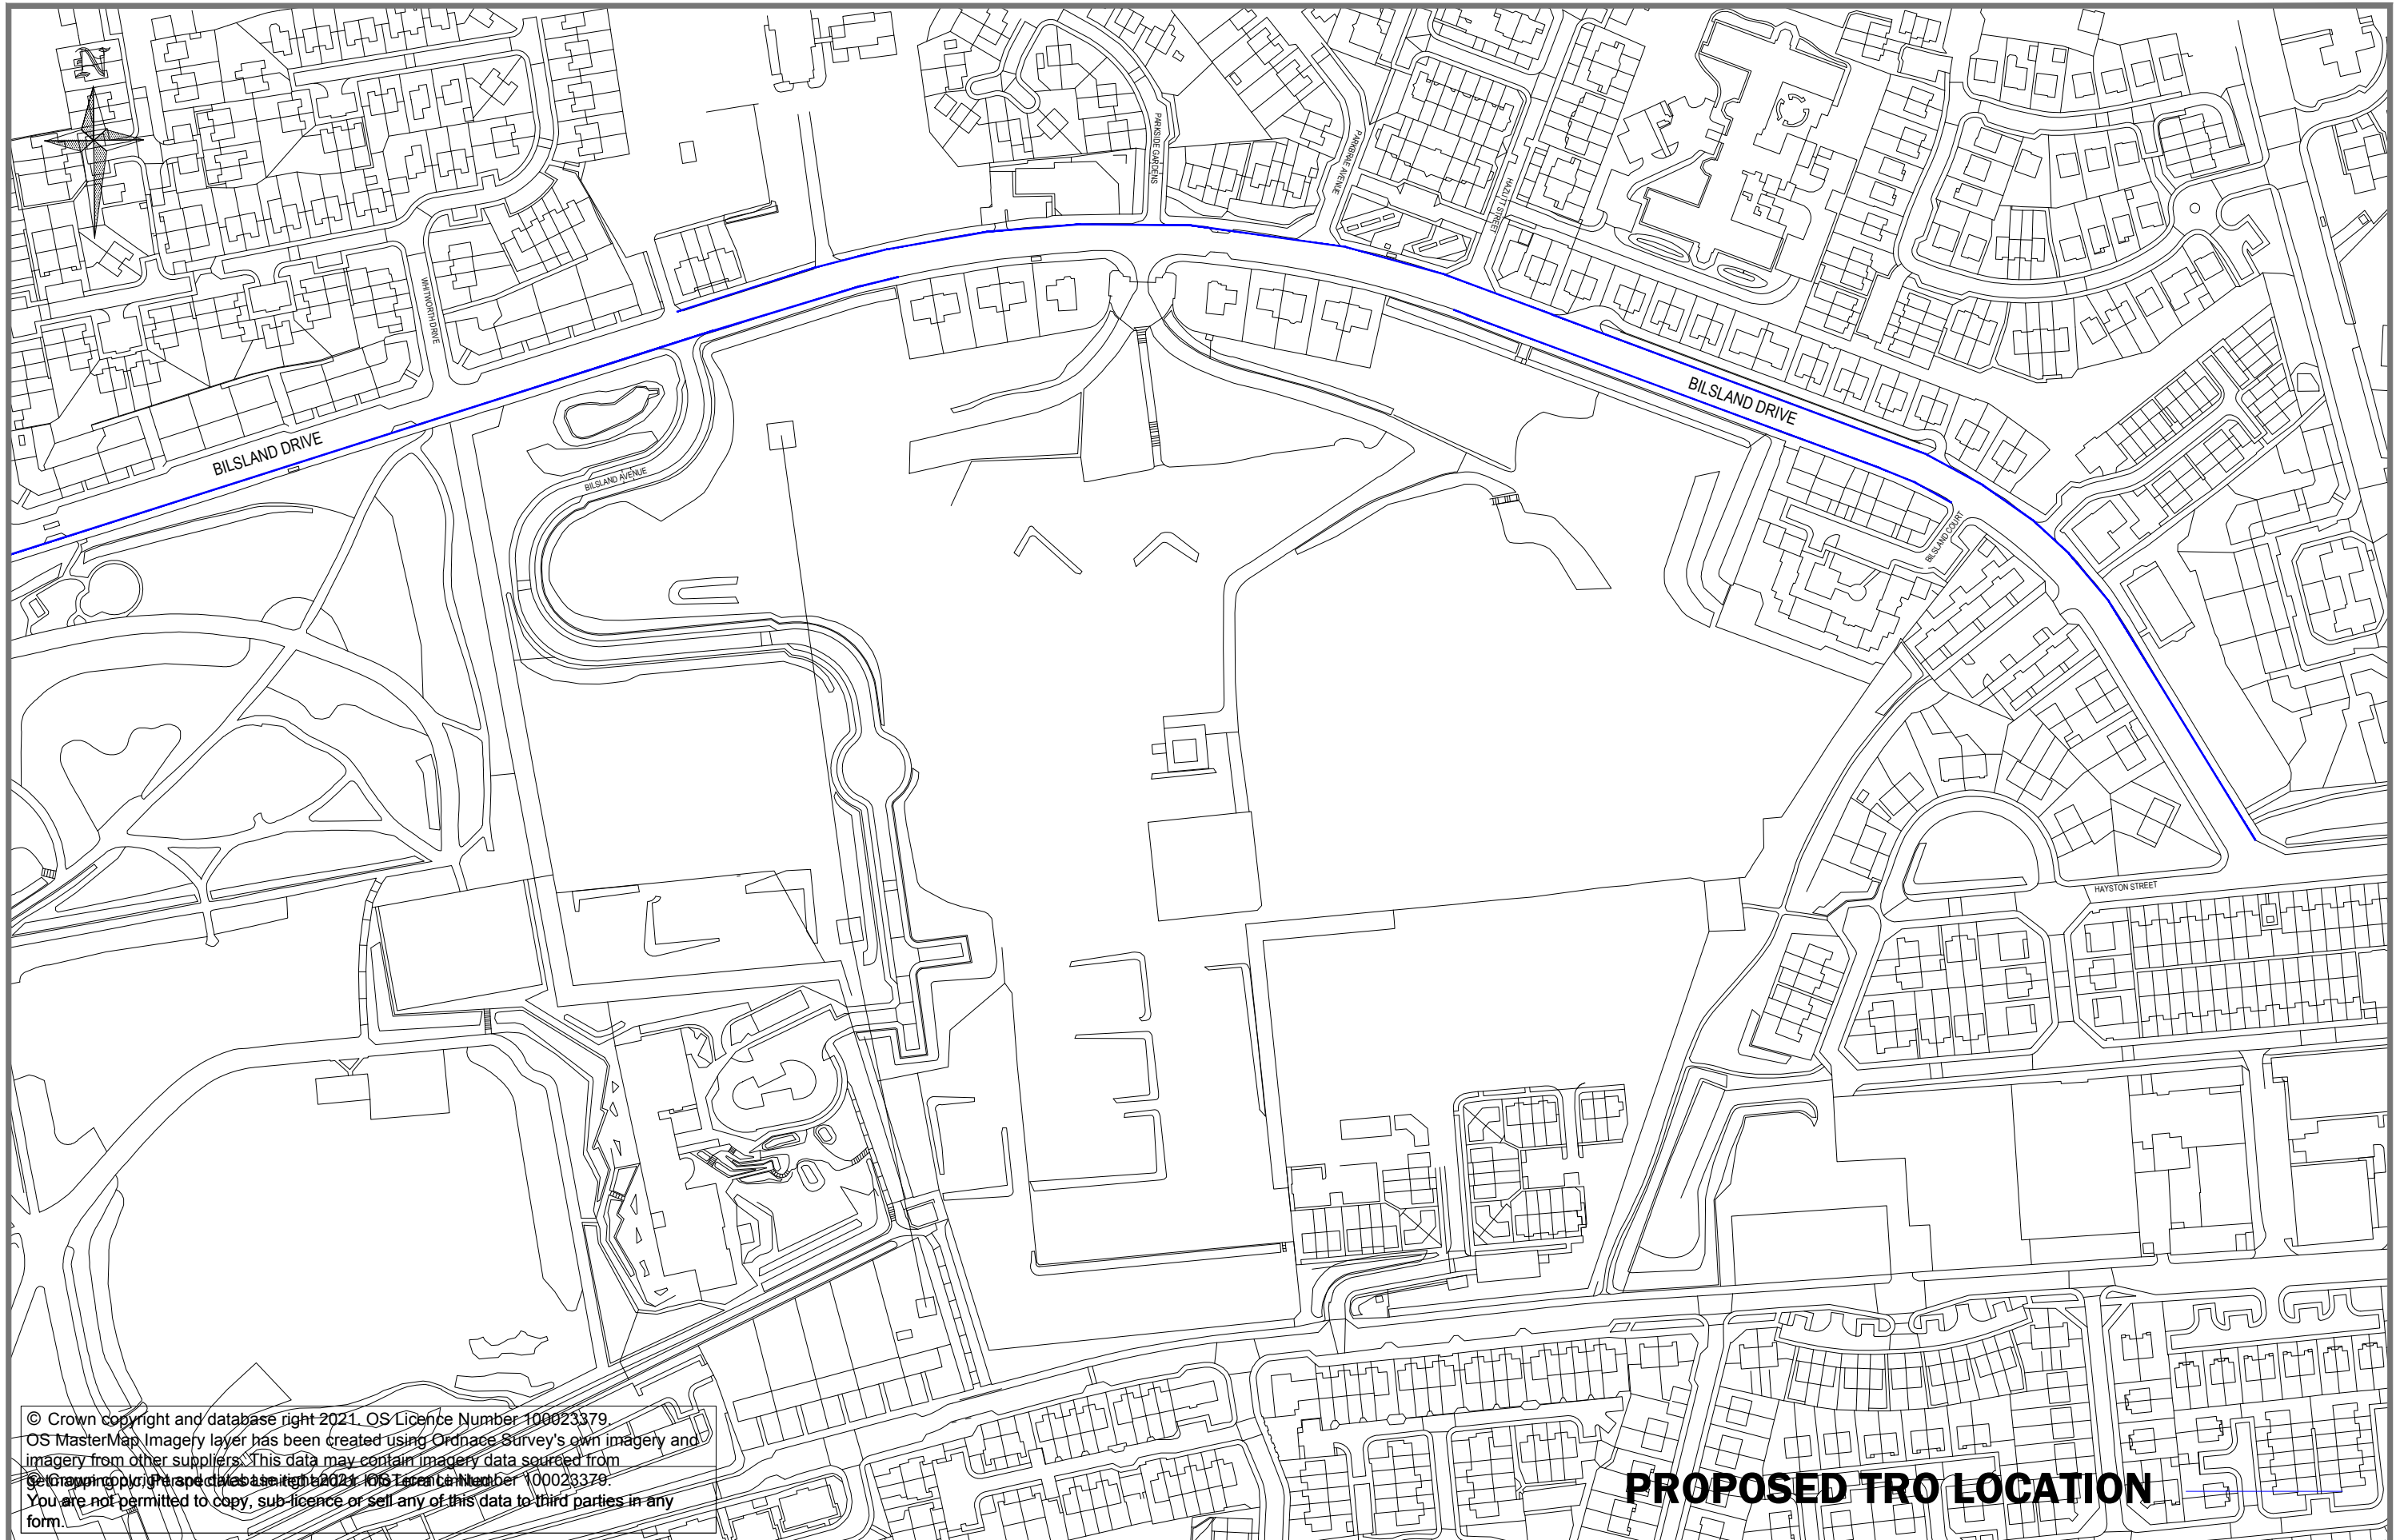 N
PARKSIDE GARDENS
PARKBRAE AVENUE
HAZLITT STREET
WHITWORTH DRIVE
BILSLAND DRIVE
BILSLAND DRIVE
BILSLAND AVENUE
BILSLAND COURT
HAYSTON STREET
© Crown copyright and database right 2021. OS Licence Number 100023379.
OS MasterMap Imagery layer has been created using Ordnace Survey's own imagery and
imagery from other suppliers. This data may contain imagery data sourced from
You are not permitted to copy, sub-licence or sell any of this data to third parties in any
form.
PROPOSED TRO LOCATION